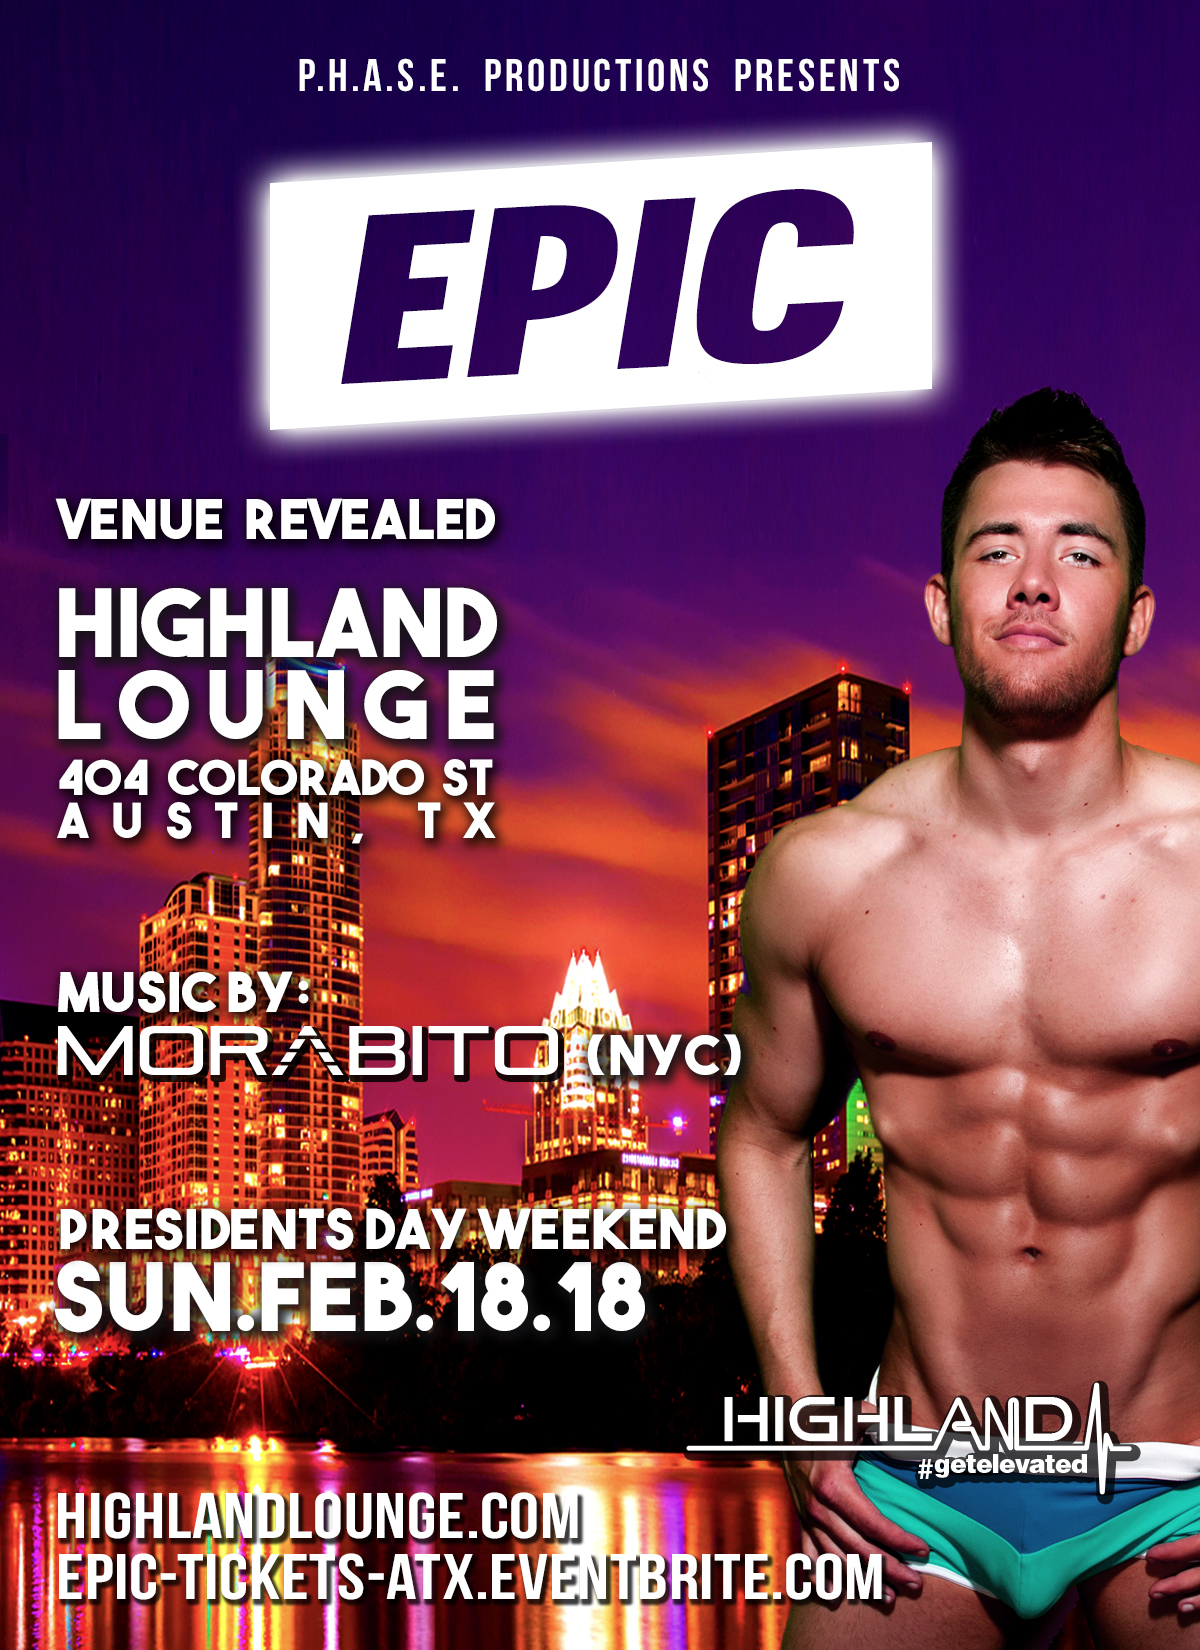 P.H.A.S.E. PRODUCTIONS PRESENTS
EPIC
VENUE REVEALED
HIGHLAND
LOUNGE
404 COLORADO ST
AUSTIN, TX
MUSIC BY:
MORABITO (NYC)
PRESIDENTS DAY WEEKEND
SUN.FEB.18.18
HIGHLAND
#getelevated
HIGHLANDLOUNGE.COM
EPIC-TICKETS-ATX.EVENTBRITE.COM